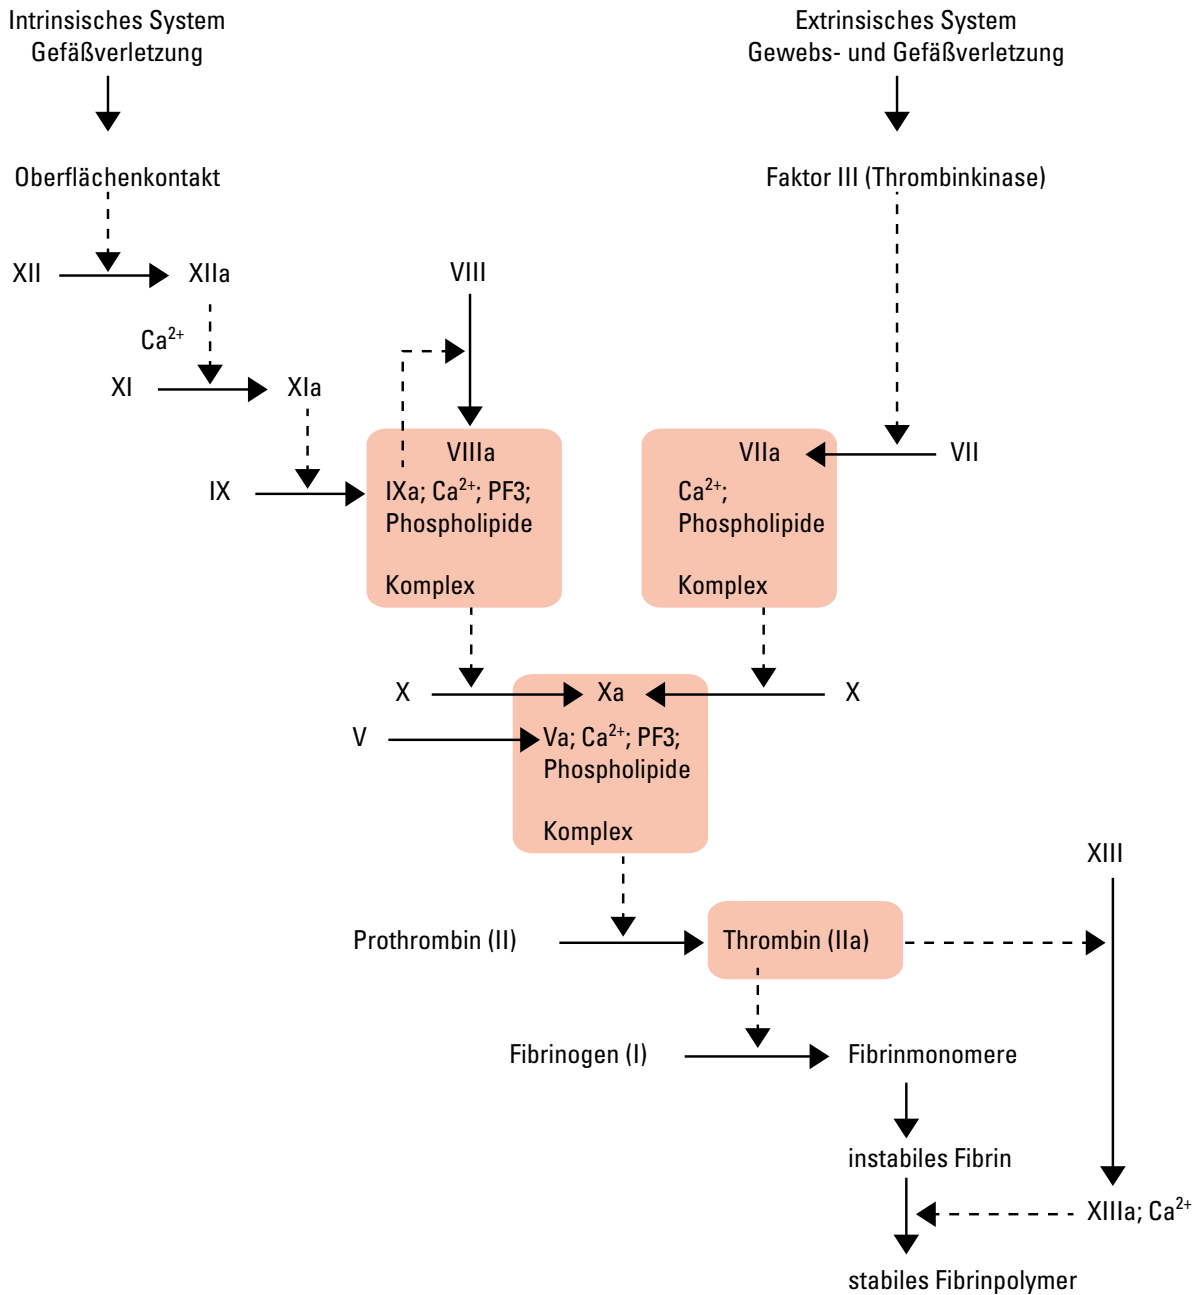 Intrinsisches System
Gefäßverletzung
Extrinsisches System
Gewebs- und Gefäßverletzung
Oberflächenkontakt
Faktor III (Thrombinkinase)
XII
XIIa
VIII
Ca²⁺
XI
XIa
VIIIa
VIIa
VII
IX
IXa; Ca²⁺; PF3;
Phospholipide
Komplex
Ca²⁺;
Phospholipide
Komplex
X
Xa
X
V
Va; Ca²⁺; PF3;
Phospholipide
Komplex
XIII
Prothrombin (II)
Thrombin (IIa)
Fibrinogen (I)
Fibrinmonomere
instabiles Fibrin
XIIIa; Ca²⁺
stabiles Fibrinpolymer